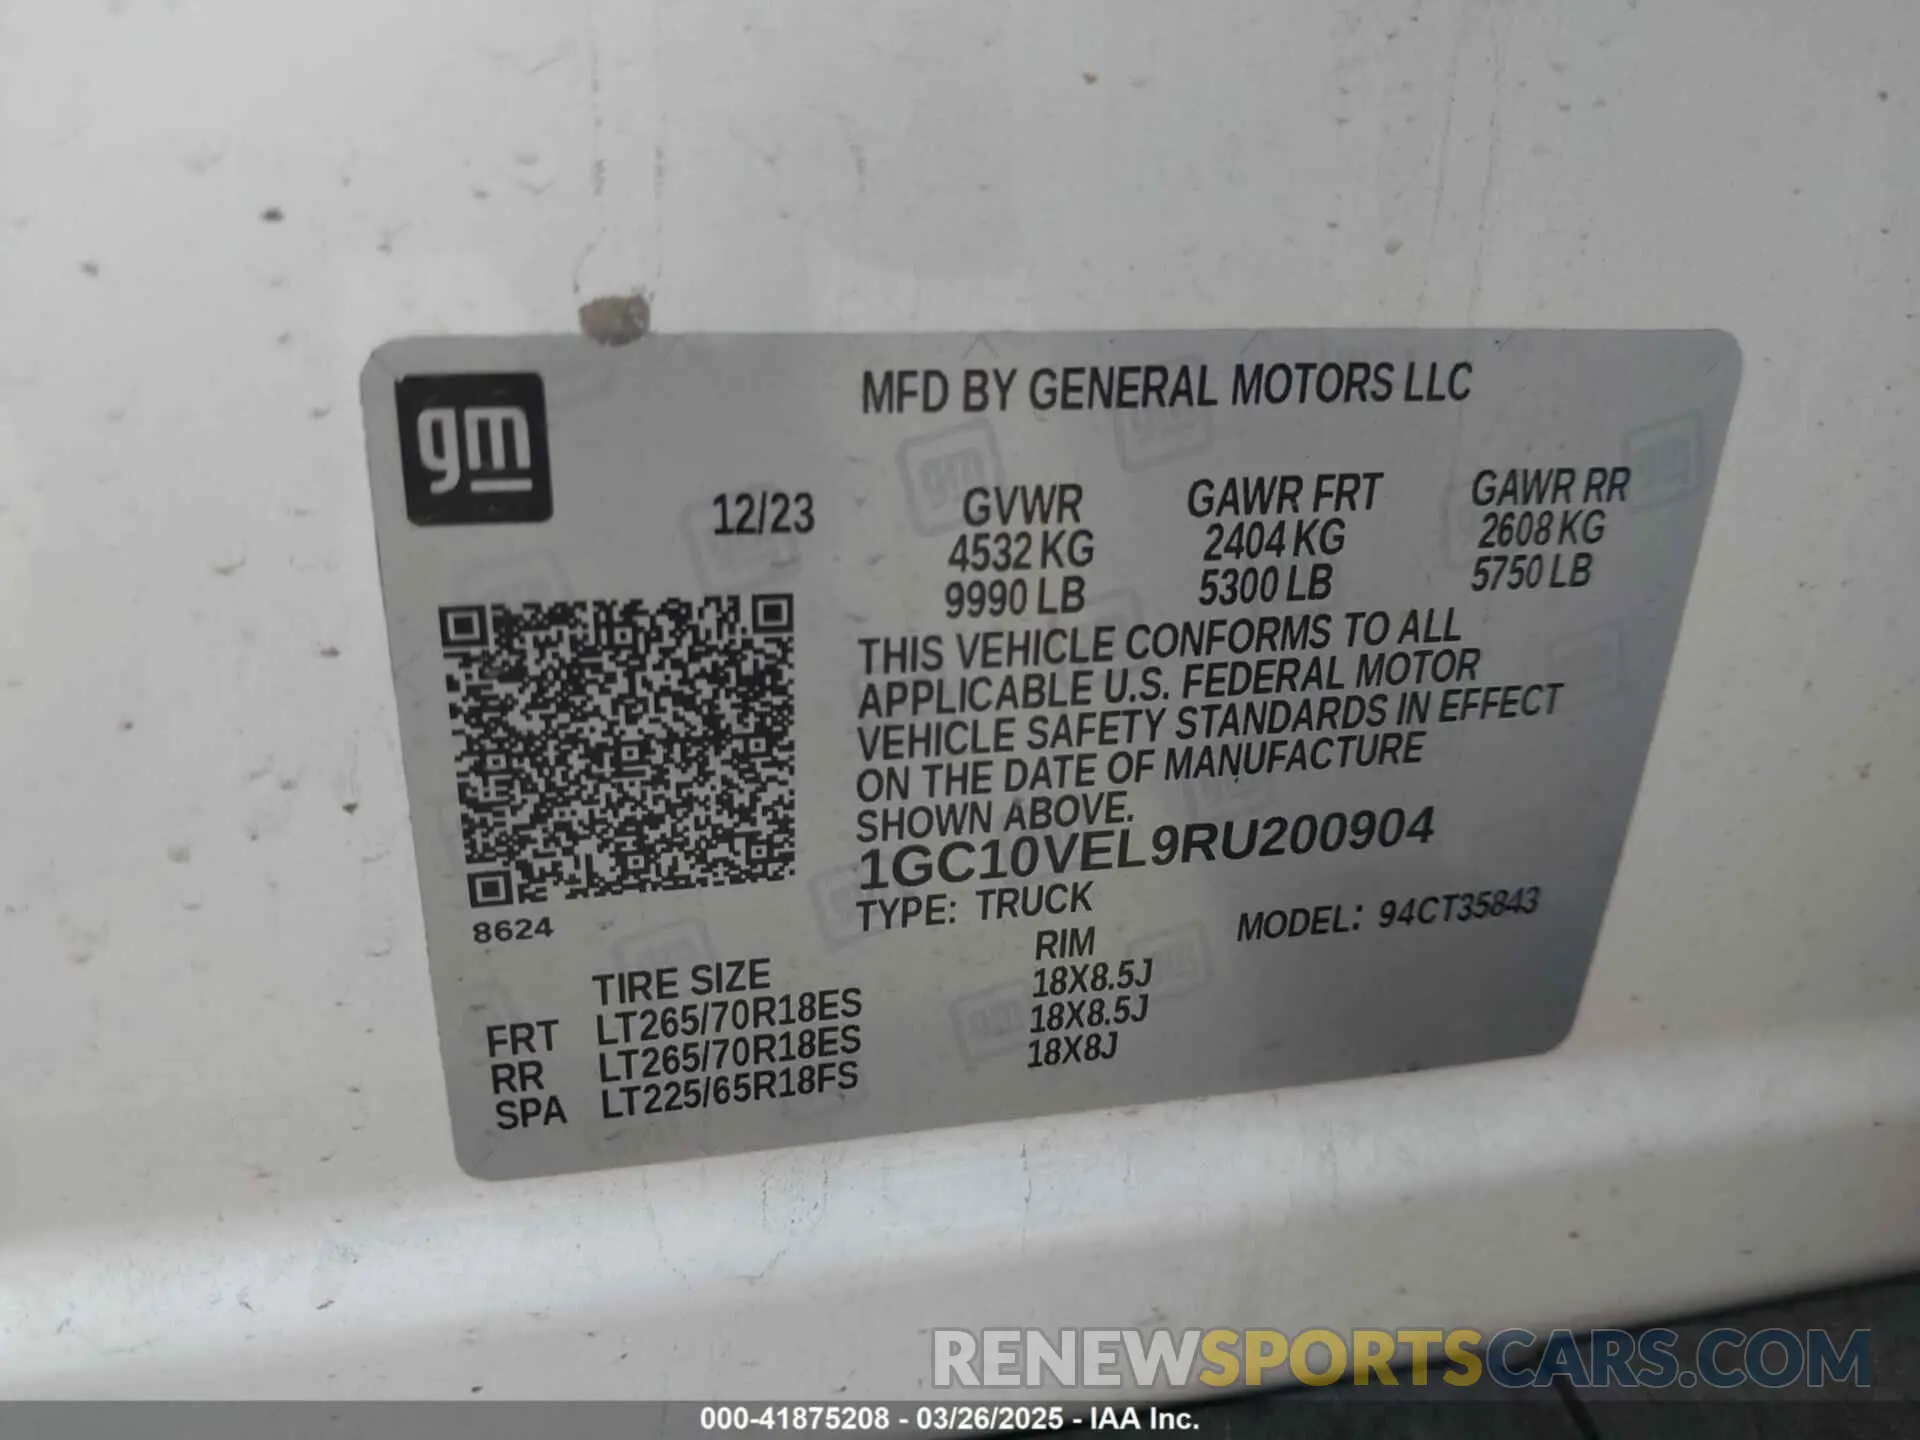 MFD BY GENERAL MOTORS LLC
gm
12/23
GVWR GAWR FRT GAWR RR
4532 KG 2404 KG 2608 KG
9990 LB 5300 LB 5750 LB
THIS VEHICLE CONFORMS TO ALL
APPLICABLE U.S. FEDERAL MOTOR
VEHICLE SAFETY STANDARDS IN EFFECT
ON THE DATE OF MANUFACTURE
SHOWN ABOVE.
1GC10VEL9RU200904
TYPE: TRUCK MODEL: 94CT35843
8624
TIRE SIZE RIM
FRT LT265/70R18ES 18X8.5J
RR LT265/70R18ES 18X8.5J
SPA LT225/65R18FS 18X8J
RENEWSPORTSCARS.COM
000-41875208 - 03/26/2025 - IAA Inc.